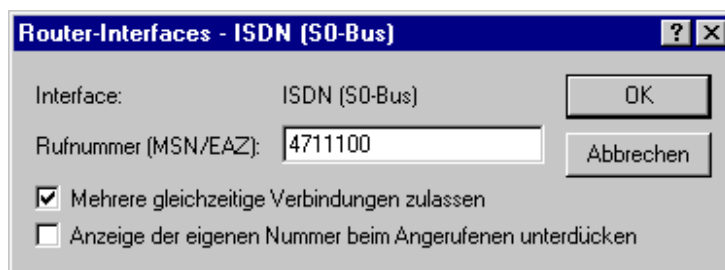 Router-Interfaces - ISDN (S0-Bus)
Interface: ISDN (S0-Bus) OK
Rufnummer (MSN/EAZ): 4711100 Abbrechen
Mehrere gleichzeitige Verbindungen zulassen
Anzeige der eigenen Nummer beim Angerufenen unterdücken